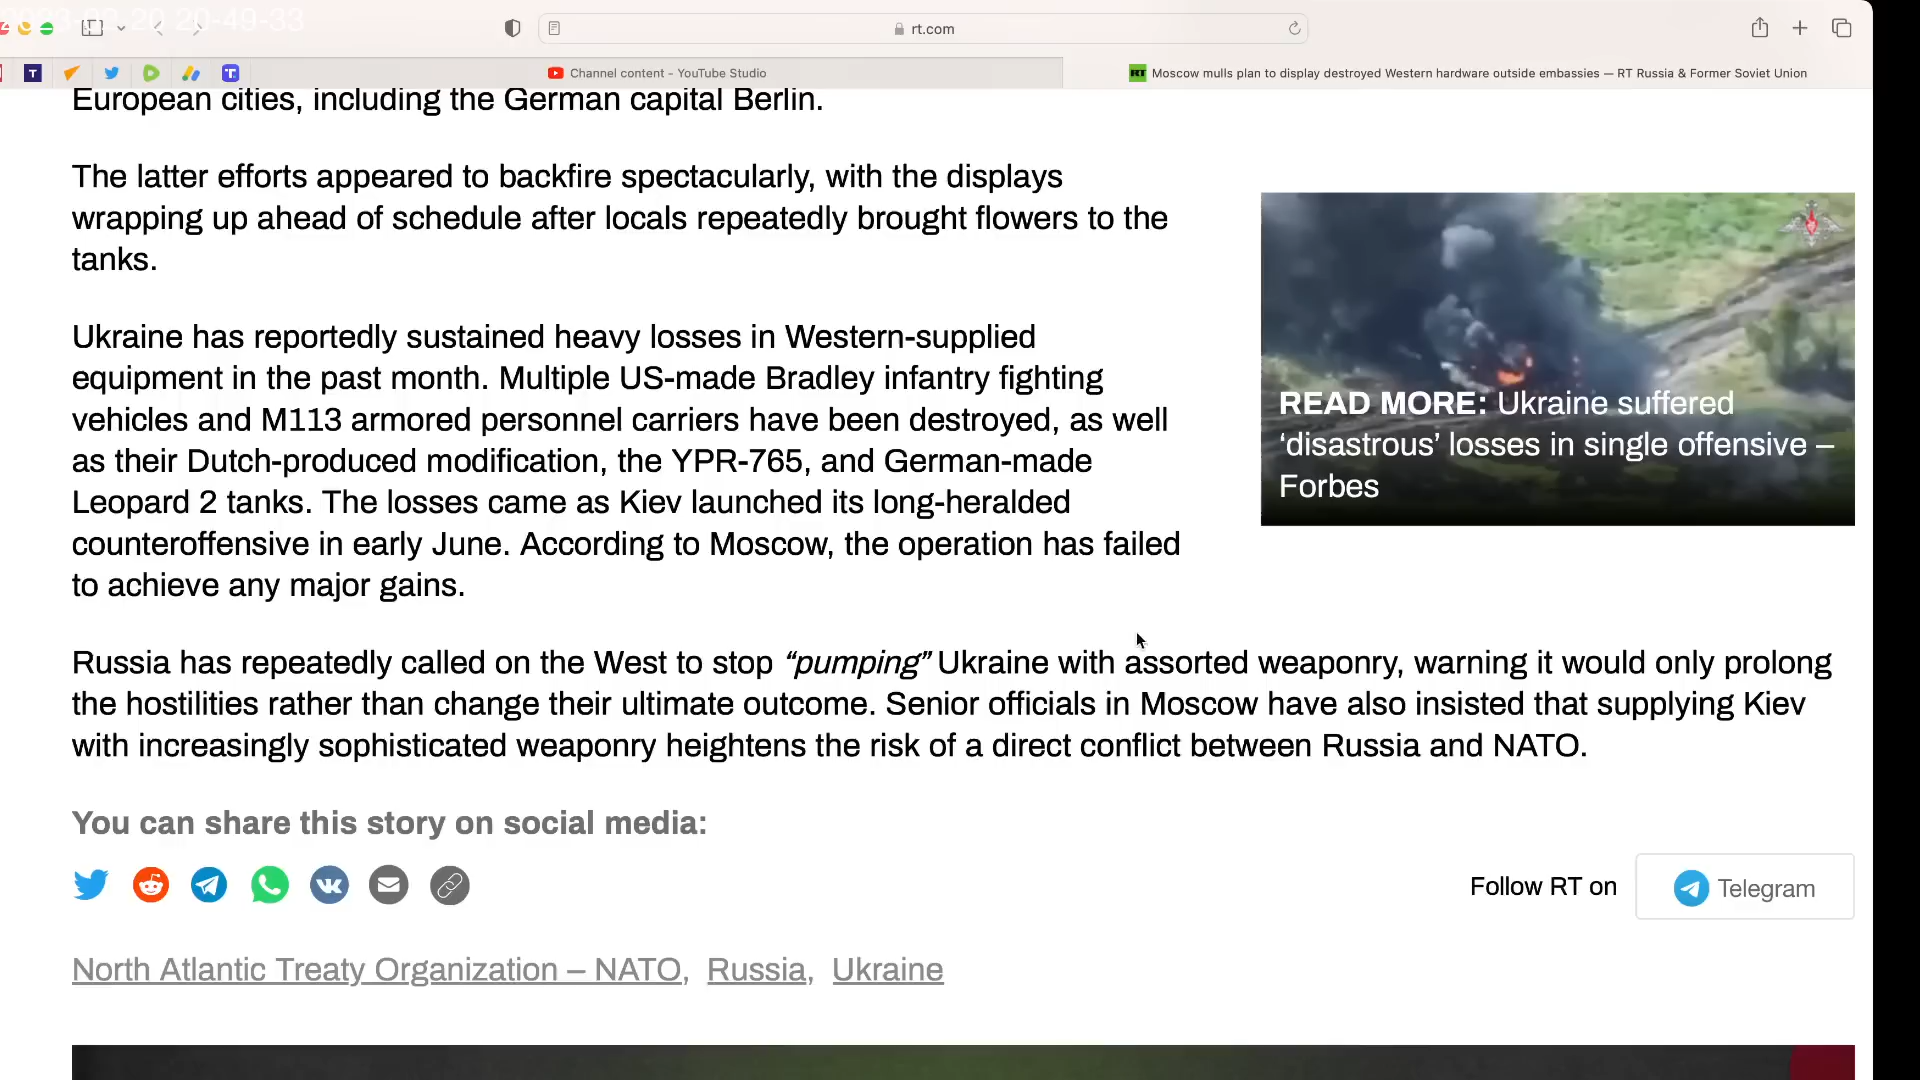 2023-02-20 20-49-33
rt.com
T
T
Channel content - YouTube Studio
RT Moscow mulls plan to display destroyed Western hardware outside embassies — RT Russia & Former Soviet Union
European cities, including the German capital Berlin.
The latter efforts appeared to backfire spectacularly, with the displays
wrapping up ahead of schedule after locals repeatedly brought flowers to the
tanks.
Ukraine has reportedly sustained heavy losses in Western-supplied
equipment in the past month. Multiple US-made Bradley infantry fighting
vehicles and M113 armored personnel carriers have been destroyed, as well
as their Dutch-produced modification, the YPR-765, and German-made
Leopard 2 tanks. The losses came as Kiev launched its long-heralded
counteroffensive in early June. According to Moscow, the operation has failed
to achieve any major gains.
READ MORE: Ukraine suffered
‘disastrous’ losses in single offensive –
Forbes
Russia has repeatedly called on the West to stop “pumping” Ukraine with assorted weaponry, warning it would only prolong
the hostilities rather than change their ultimate outcome. Senior officials in Moscow have also insisted that supplying Kiev
with increasingly sophisticated weaponry heightens the risk of a direct conflict between Russia and NATO.
You can share this story on social media:
Follow RT on
Telegram
North Atlantic Treaty Organization – NATO, Russia, Ukraine